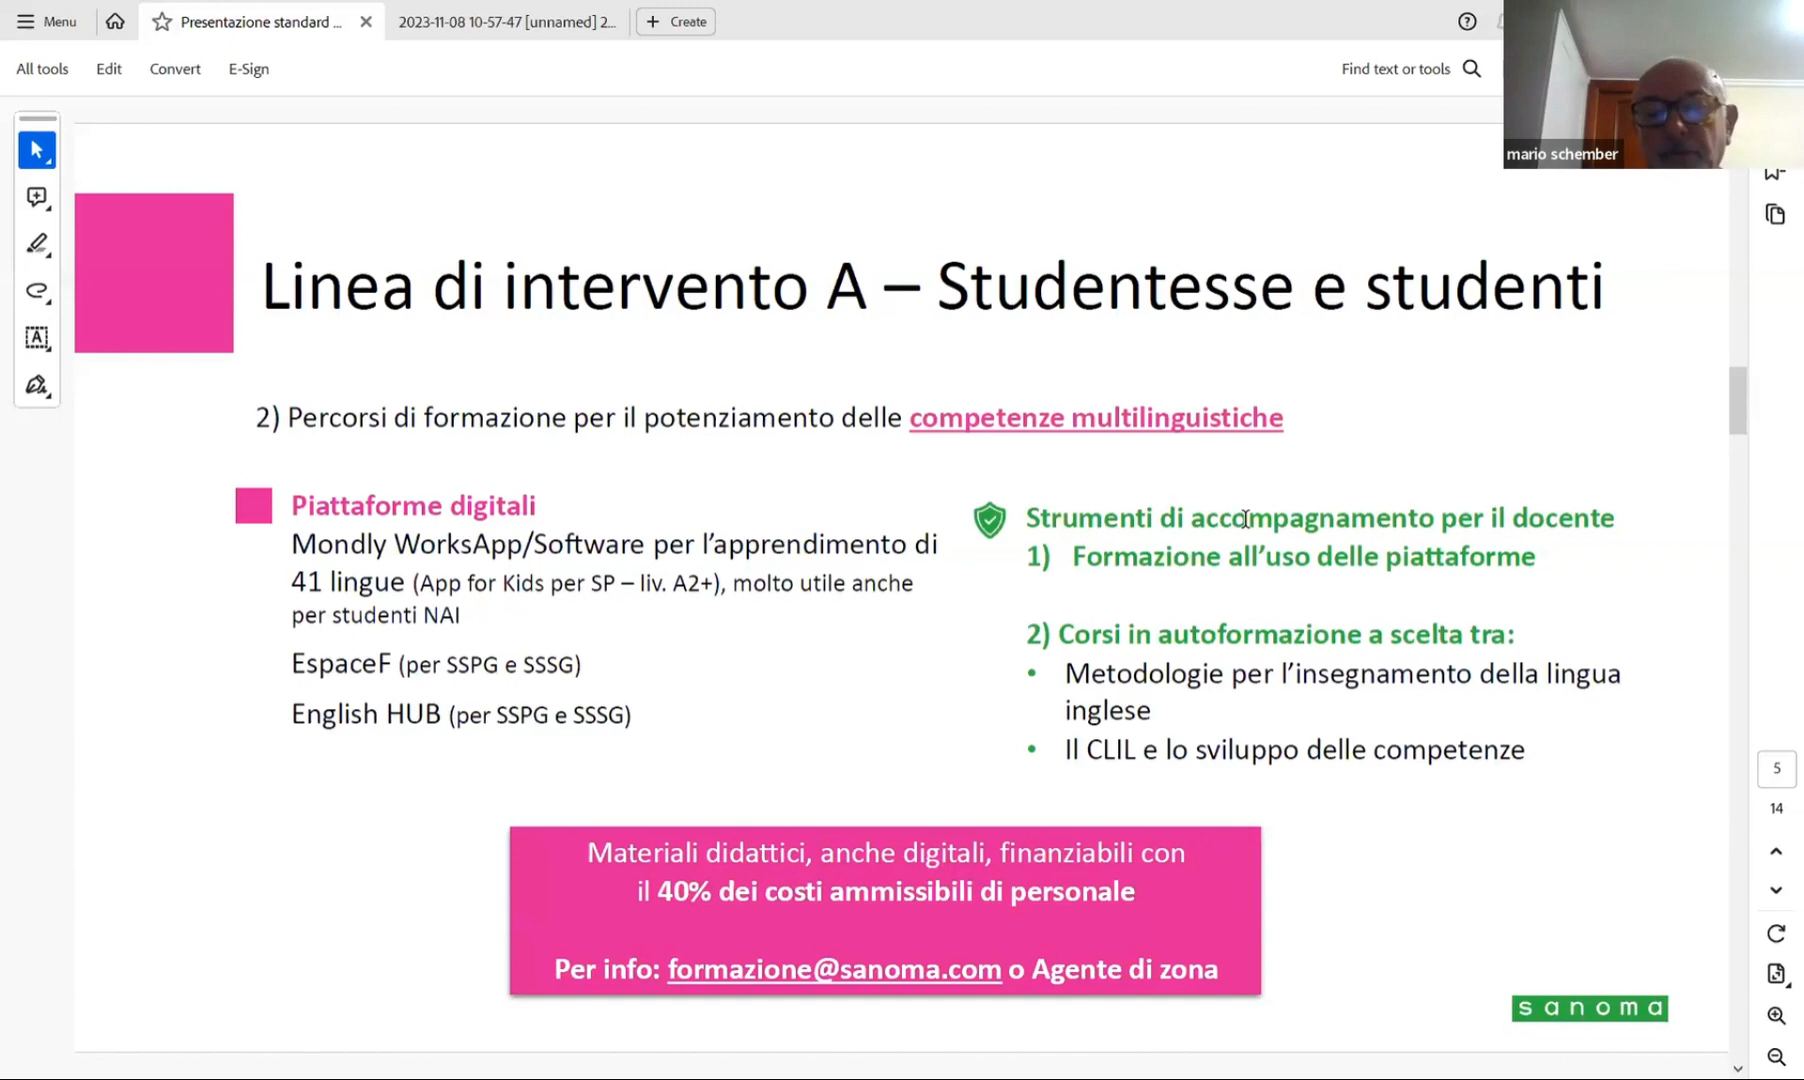 Menu
Presentazione standard ...
2023-11-08 10-57-47 [unnamed] 2...
Create
All tools
Edit
Convert
E-Sign
Find text or tools
mario schember
Linea di intervento A – Studentesse e studenti
2) Percorsi di formazione per il potenziamento delle competenze multilinguistiche
Piattaforme digitali
Mondly WorksApp/Software per l’apprendimento di
41 lingue (App for Kids per SP – liv. A2+), molto utile anche
per studenti NAI
EspaceF (per SSPG e SSSG)
English HUB (per SSPG e SSSG)
Strumenti di accompagnamento per il docente
1) Formazione all’uso delle piattaforme
2) Corsi in autoformazione a scelta tra:
• Metodologie per l’insegnamento della lingua
inglese
• Il CLIL e lo sviluppo delle competenze
Materiali didattici, anche digitali, finanziabili con
il 40% dei costi ammissibili di personale
Per info: formazione@sanoma.com o Agente di zona
sanoma
5
14